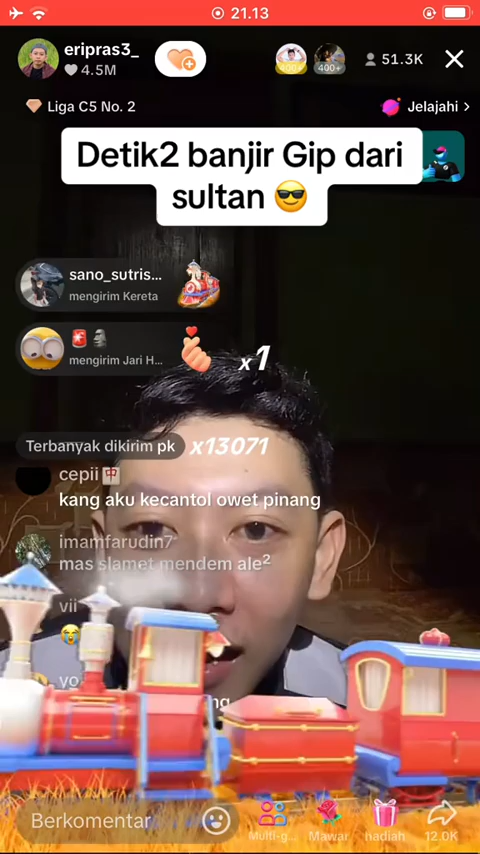 21.13
eripras3_
4.5M
400+
400+
51.3K
Liga C5 No. 2
Jelajahi
Detik2 banjir Gip dari
sultan 😎
sano_sutris...
mengirim Kereta
🚨🗿
mengirim Jari H...
x1
Terbanyak dikirim pk x13071
cepii🀄
kang aku kecantol owet pinang
imamfarudin7
mas slamet mendem ale²
vii
😭
yo
ng
Berkomentar
Multi-g...
Mawar
hadiah
12.0K